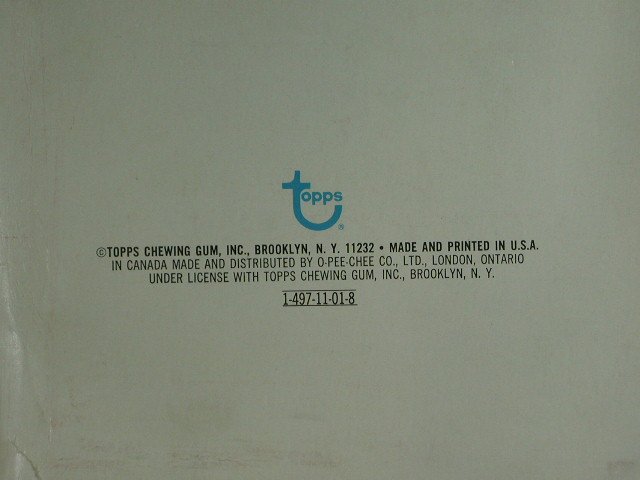 topps®
©TOPPS CHEWING GUM, INC., BROOKLYN, N. Y. 11232 • MADE AND PRINTED IN U.S.A.
IN CANADA MADE AND DISTRIBUTED BY O-PEE-CHEE CO., LTD., LONDON, ONTARIO
UNDER LICENSE WITH TOPPS CHEWING GUM, INC., BROOKLYN, N. Y.
1-497-11-01-8